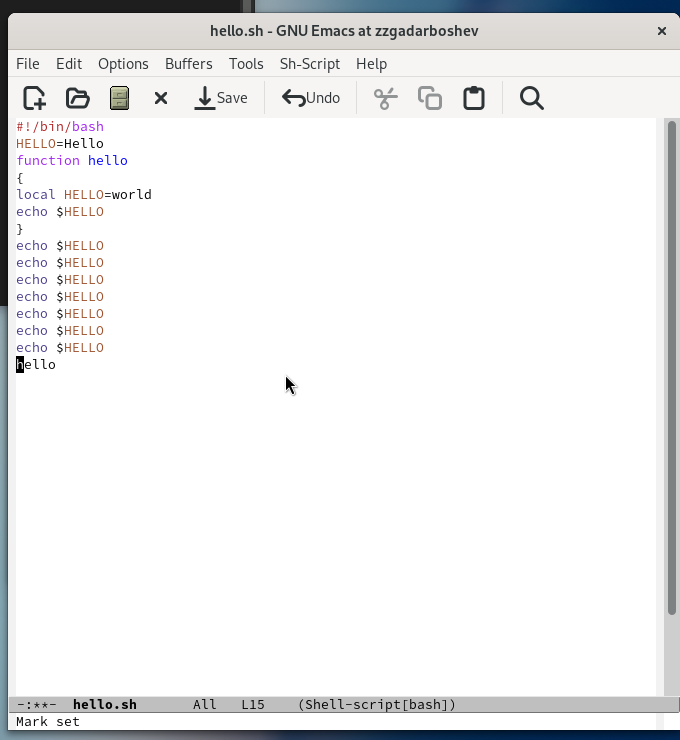 hello.sh - GNU Emacs at zzgadarboshev
File Edit Options Buffers Tools Sh-Script Help
Save Undo
#!/bin/bash
HELLO=Hello
function hello
{
local HELLO=world
echo $HELLO
}
echo $HELLO
echo $HELLO
echo $HELLO
echo $HELLO
echo $HELLO
echo $HELLO
echo $HELLO
hello
-:**- hello.sh All L15 (Shell-script[bash])
Mark set